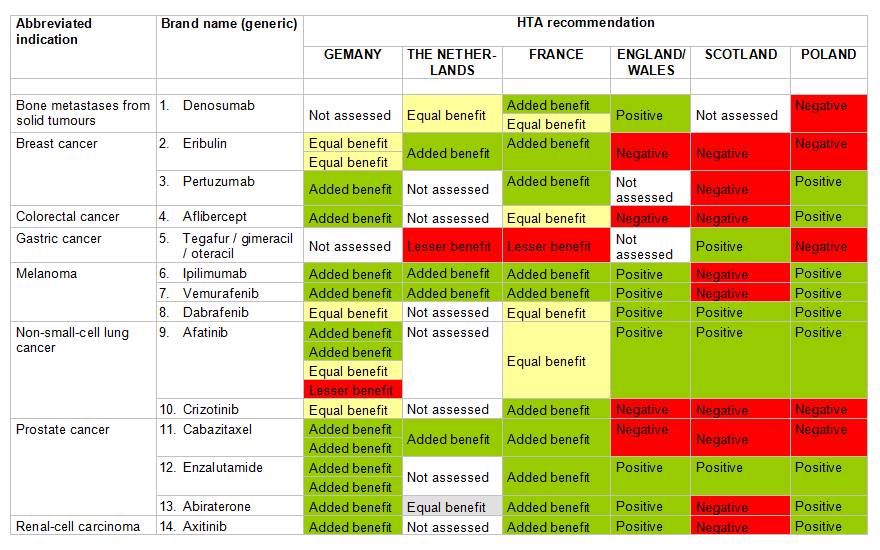 Abbreviated indication Brand name (generic) HTA recommendation
GEMANY THE NETHER-LANDS FRANCE ENGLAND/WALES SCOTLAND POLAND
Bone metastases from solid tumours 1. Denosumab Not assessed Equal benefit Added benefit Equal benefit Positive Not assessed Negative
Breast cancer 2. Eribulin Equal benefit Equal benefit Added benefit Added benefit Negative Negative Negative
3. Pertuzumab Added benefit Not assessed Added benefit Not assessed Negative Positive
Colorectal cancer 4. Aflibercept Added benefit Not assessed Equal benefit Negative Negative Positive
Gastric cancer 5. Tegafur / gimeracil / oteracil Not assessed Lesser benefit Lesser benefit Not assessed Positive Negative
Melanoma 6. Ipilimumab Added benefit Added benefit Added benefit Positive Negative Positive
7. Vemurafenib Added benefit Added benefit Added benefit Positive Negative Positive
8. Dabrafenib Equal benefit Not assessed Equal benefit Positive Positive Positive
Non-small-cell lung cancer 9. Afatinib Added benefit Added benefit Equal benefit Lesser benefit Not assessed Equal benefit Positive Positive Positive
10. Crizotinib Equal benefit Not assessed Added benefit Negative Negative Negative
Prostate cancer 11. Cabazitaxel Added benefit Added benefit Added benefit Added benefit Negative Negative Negative
12. Enzalutamide Added benefit Added benefit Not assessed Added benefit Positive Positive Positive
13. Abiraterone Added benefit Equal benefit Added benefit Positive Negative Positive
Renal-cell carcinoma 14. Axitinib Added benefit Not assessed Added benefit Positive Negative Positive